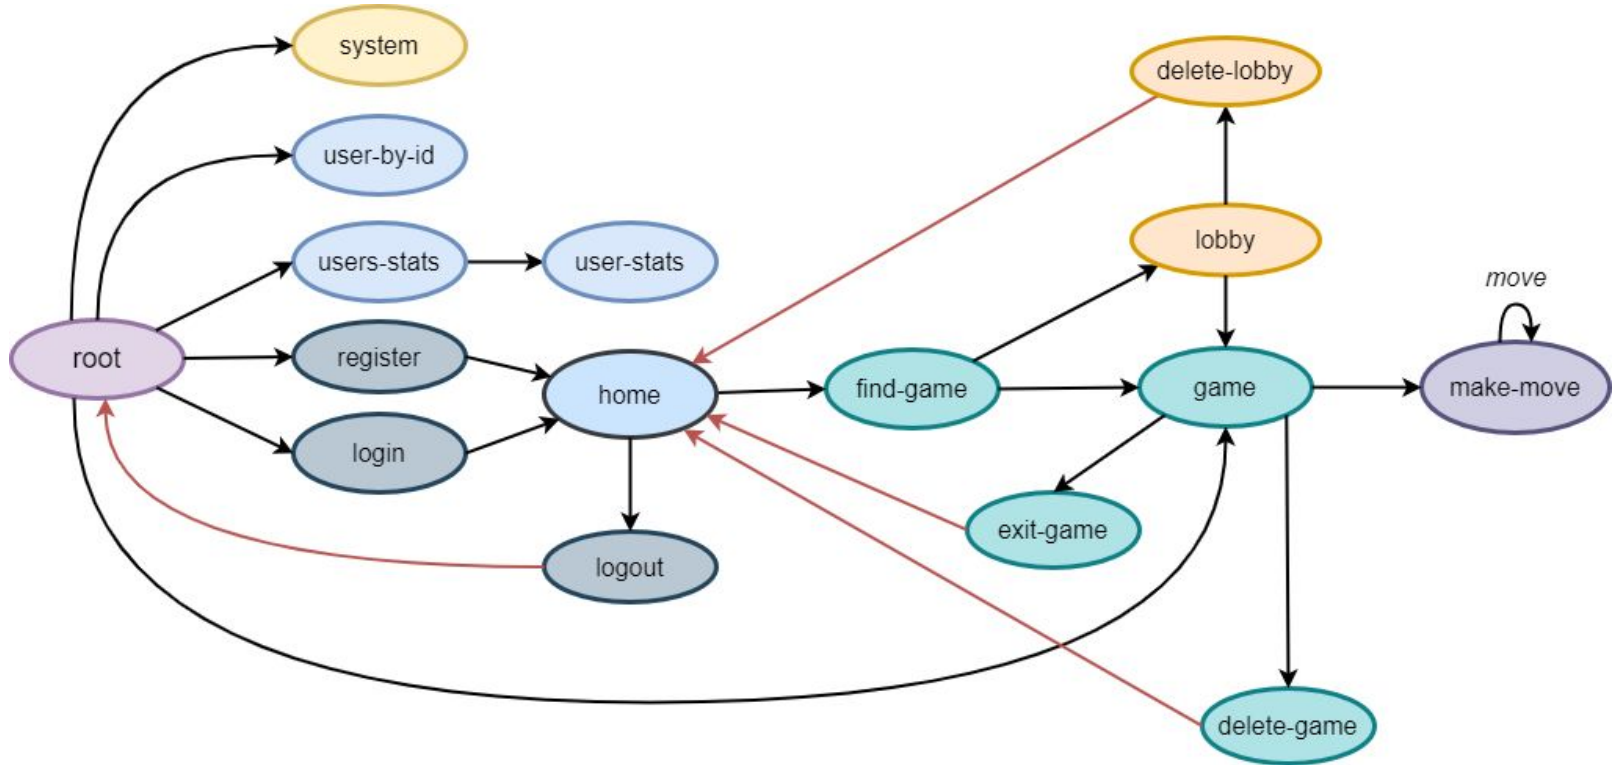 system
delete-lobby
user-by-id
lobby
users-stats
user-stats
move
root
register
home
find-game
game
make-move
login
exit-game
logout
delete-game